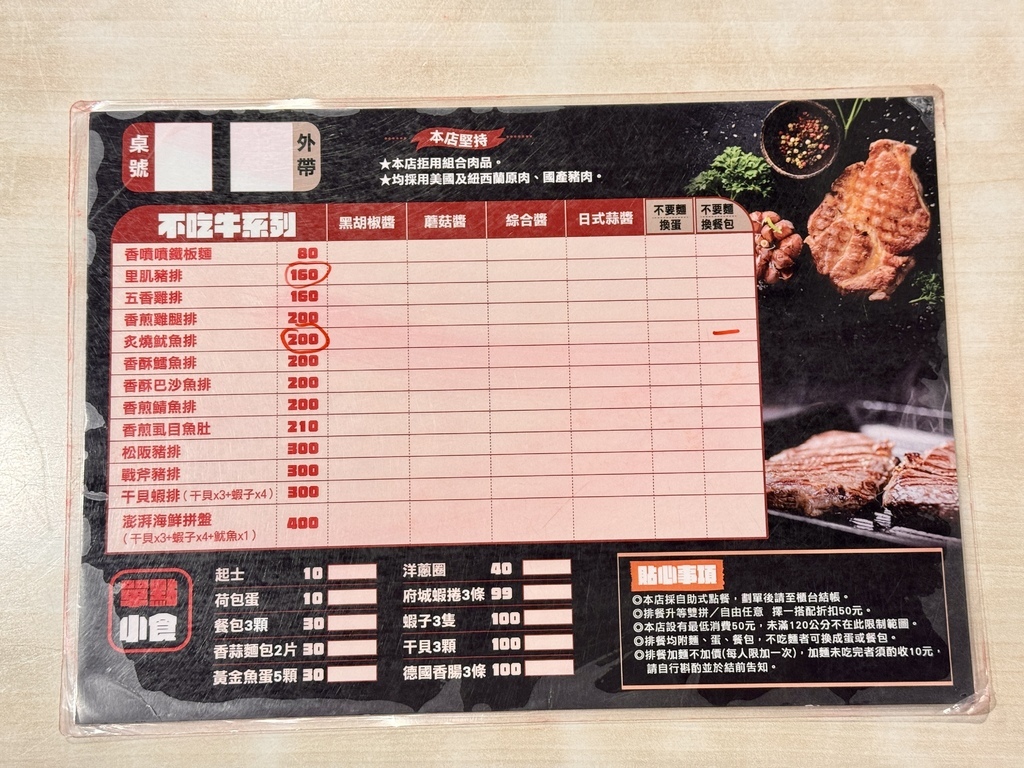 桌號
外帶
本店堅持
★本店拒用組合肉品。
★均採用美國及紐西蘭原肉、國產豬肉。
不吃牛系列 黑胡椒醬 蘑菇醬 綜合醬 日式蒜醬 不要麵換蛋 不要麵換餐包
香噴噴鐵板麵 80
里肌豬排 160
五香雞排 160
香煎雞腿排 200
炙燒魷魚排 200
香酥鱈魚排 200
香酥巴沙魚排 200
香煎鯖魚排 200
香煎虱目魚肚 210
松阪豬排 300
戰斧豬排 300
干貝蝦排(干貝x3+蝦子x4) 300
澎湃海鮮拼盤 400
(干貝x3+蝦子x4+魷魚x1)
單點
小食
起士 10
荷包蛋 10
餐包3顆 30
香蒜麵包2片 30
黃金魚蛋5顆 30
洋蔥圈 40
府城蝦捲3條 99
蝦子3隻 100
干貝3顆 100
德國香腸3條 100
貼心事項
◎本店採自助式點餐，劃單後請至櫃台結帳。
◎排餐升等雙拼／自由任意 擇一搭配折扣50元。
◎本店設有最低消費50元，未滿120公分不在此限制範圍。
◎排餐均附麵、蛋、餐包，不吃麵者可換成蛋或餐包。
◎排餐加麵不加價(每人限加一次)，加麵未吃完者須酌收10元，
請自行斟酌並於結前告知。